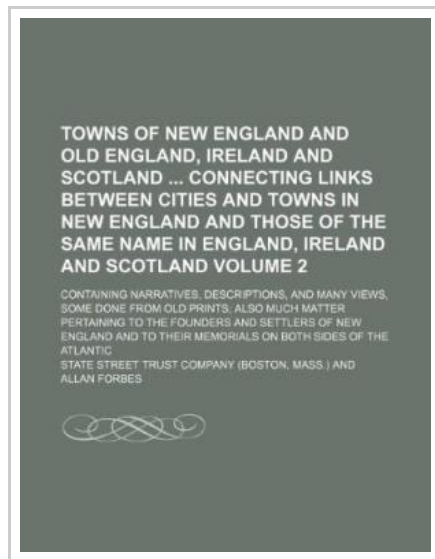 TOWNS OF NEW ENGLAND AND
OLD ENGLAND, IRELAND AND
SCOTLAND ... CONNECTING LINKS
BETWEEN CITIES AND TOWNS IN
NEW ENGLAND AND THOSE OF THE
SAME NAME IN ENGLAND, IRELAND
AND SCOTLAND VOLUME 2
CONTAINING NARRATIVES, DESCRIPTIONS, AND MANY VIEWS,
SOME DONE FROM OLD PRINTS; ALSO MUCH MATTER
PERTAINING TO THE FOUNDERS AND SETTLERS OF NEW
ENGLAND AND TO THEIR MEMORIALS ON BOTH SIDES OF THE
ATLANTIC
STATE STREET TRUST COMPANY (BOSTON, MASS.) AND
ALLAN FORBES